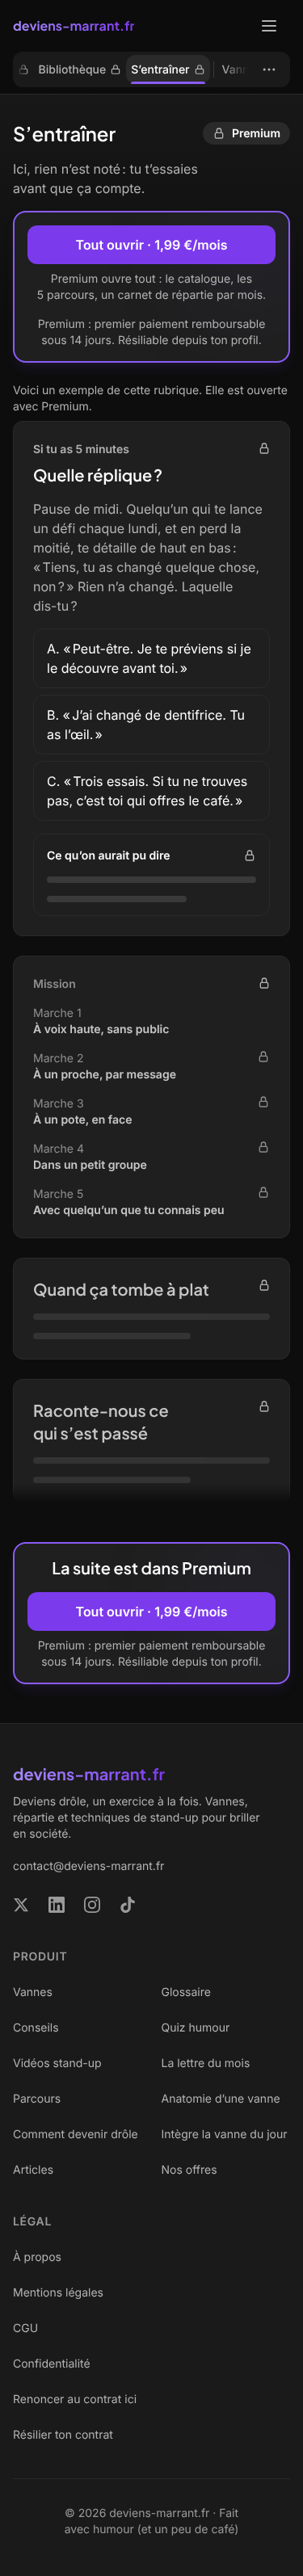 deviens-marrant.fr
Bibliothèque
S’entraîner
Vann
S’entraîner
Premium
Ici, rien n’est noté : tu t’essaies
avant que ça compte.
Tout ouvrir · 1,99 €/mois
Premium ouvre tout : le catalogue, les
5 parcours, un carnet de répartie par mois.
Premium : premier paiement remboursable
sous 14 jours. Résiliable depuis ton profil.
Voici un exemple de cette rubrique. Elle est ouverte
avec Premium.
Si tu as 5 minutes
Quelle réplique ?
Pause de midi. Quelqu’un qui te lance
un défi chaque lundi, et en perd la
moitié, te détaille de haut en bas :
« Tiens, tu as changé quelque chose,
non ? » Rien n’a changé. Laquelle
dis-tu ?
A. « Peut-être. Je te préviens si je
le découvre avant toi. »
B. « J’ai changé de dentifrice. Tu
as l’œil. »
C. « Trois essais. Si tu ne trouves
pas, c’est toi qui offres le café. »
Ce qu’on aurait pu dire
Mission
Marche 1
À voix haute, sans public
Marche 2
À un proche, par message
Marche 3
À un pote, en face
Marche 4
Dans un petit groupe
Marche 5
Avec quelqu’un que tu connais peu
Quand ça tombe à plat
Raconte-nous ce
qui s’est passé
La suite est dans Premium
Tout ouvrir · 1,99 €/mois
Premium : premier paiement remboursable
sous 14 jours. Résiliable depuis ton profil.
deviens-marrant.fr
Deviens drôle, un exercice à la fois. Vannes,
répartie et techniques de stand-up pour briller
en société.
contact@deviens-marrant.fr
PRODUIT
Vannes
Glossaire
Conseils
Quiz humour
Vidéos stand-up
La lettre du mois
Parcours
Anatomie d’une vanne
Comment devenir drôle
Intègre la vanne du jour
Articles
Nos offres
LÉGAL
À propos
Mentions légales
CGU
Confidentialité
Renoncer au contrat ici
Résilier ton contrat
© 2026 deviens-marrant.fr · Fait
avec humour (et un peu de café)